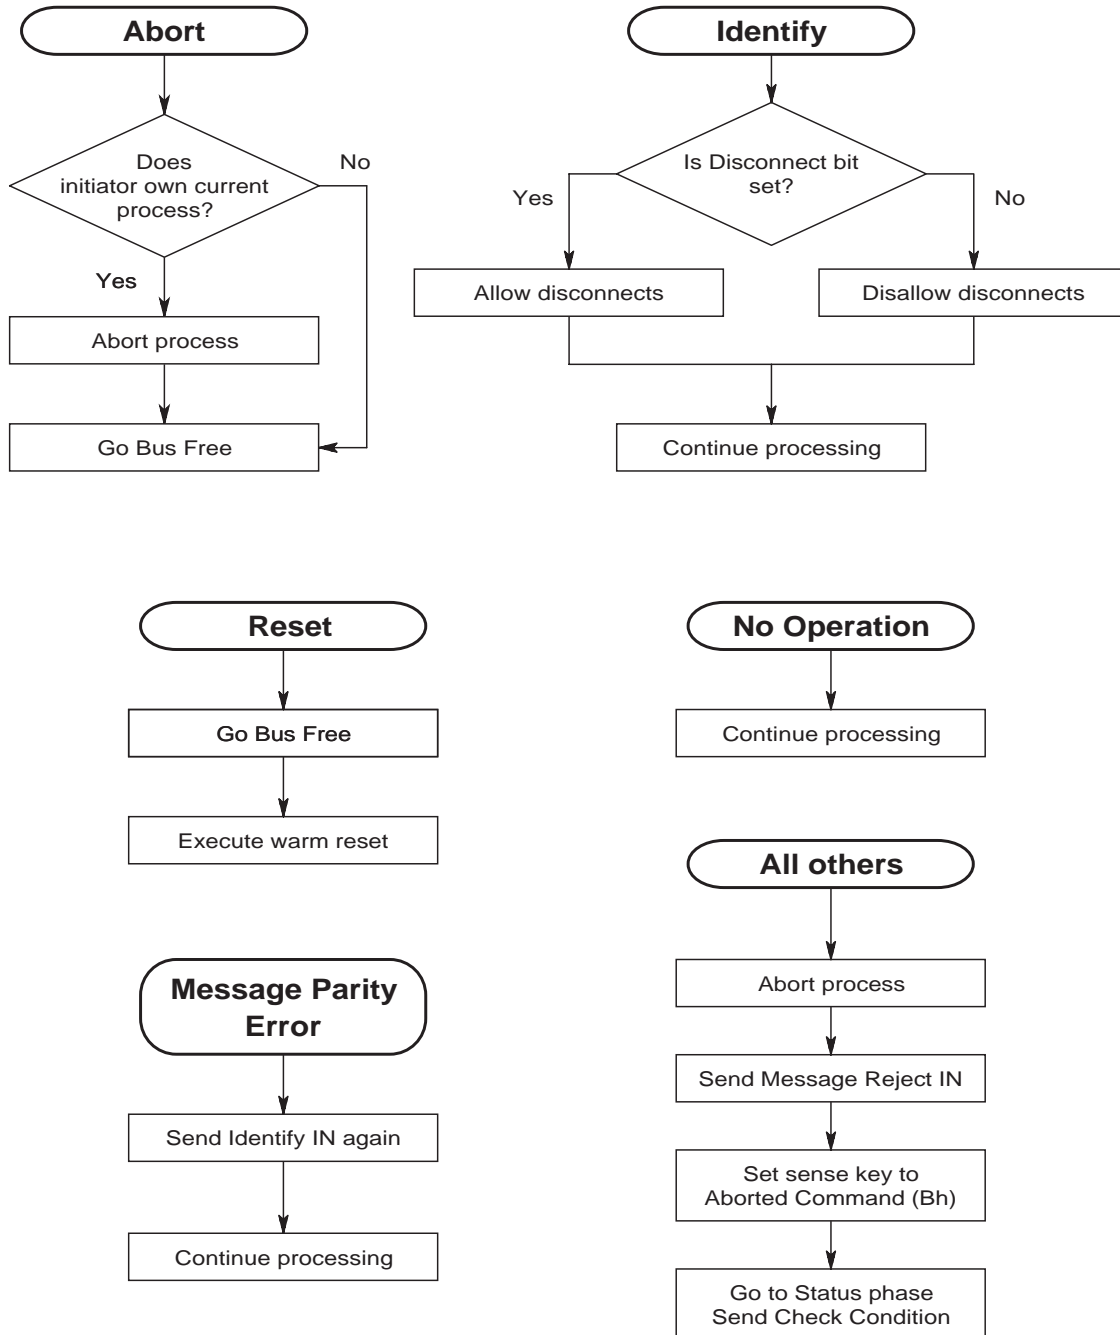 Abort
Does
initiator own current
process?
No
Yes
Abort process
Go Bus Free
Identify
Is Disconnect bit
set?
Yes
No
Allow disconnects
Disallow disconnects
Continue processing
Reset
Go Bus Free
Execute warm reset
No Operation
Continue processing
Message Parity
Error
Send Identify IN again
Continue processing
All others
Abort process
Send Message Reject IN
Set sense key to
Aborted Command (Bh)
Go to Status phase
Send Check Condition